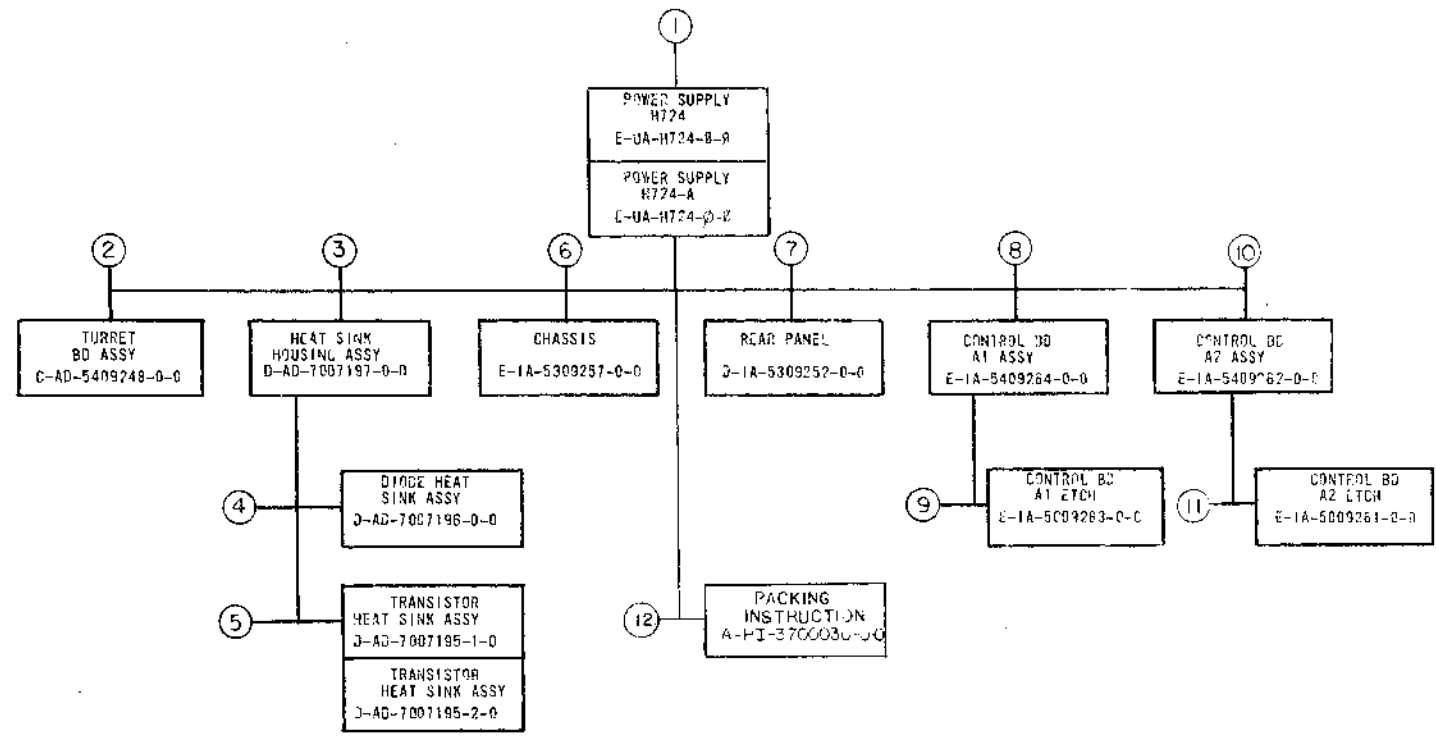 1
POWER SUPPLY
H724
E-UA-H724-0-0
POWER SUPPLY
H724-A
E-UA-H724-0-0
2
3
6
7
8
10
TURRET
BD ASSY
C-AD-5409248-0-0
HEAT SINK
HOUSING ASSY
D-AD-7007197-0-0
CHASSIS
E-IA-5309257-0-0
REAR PANEL
D-IA-5309252-0-0
CONTROL BD
A1 ASSY
E-IA-5409264-0-0
CONTROL BD
A2 ASSY
E-IA-5409262-0-0
4
DIODE HEAT
SINK ASSY
D-AD-7007196-0-0
9
CONTROL BD
A1 ETCH
E-IA-5009263-0-0
11
CONTROL BD
A2 ETCH
E-IA-5009261-0-0
5
TRANSISTOR
HEAT SINK ASSY
D-AD-7007195-1-0
TRANSISTOR
HEAT SINK ASSY
D-AD-7007195-2-0
12
PACKING
INSTRUCTION
A-PI-3700030-0-0